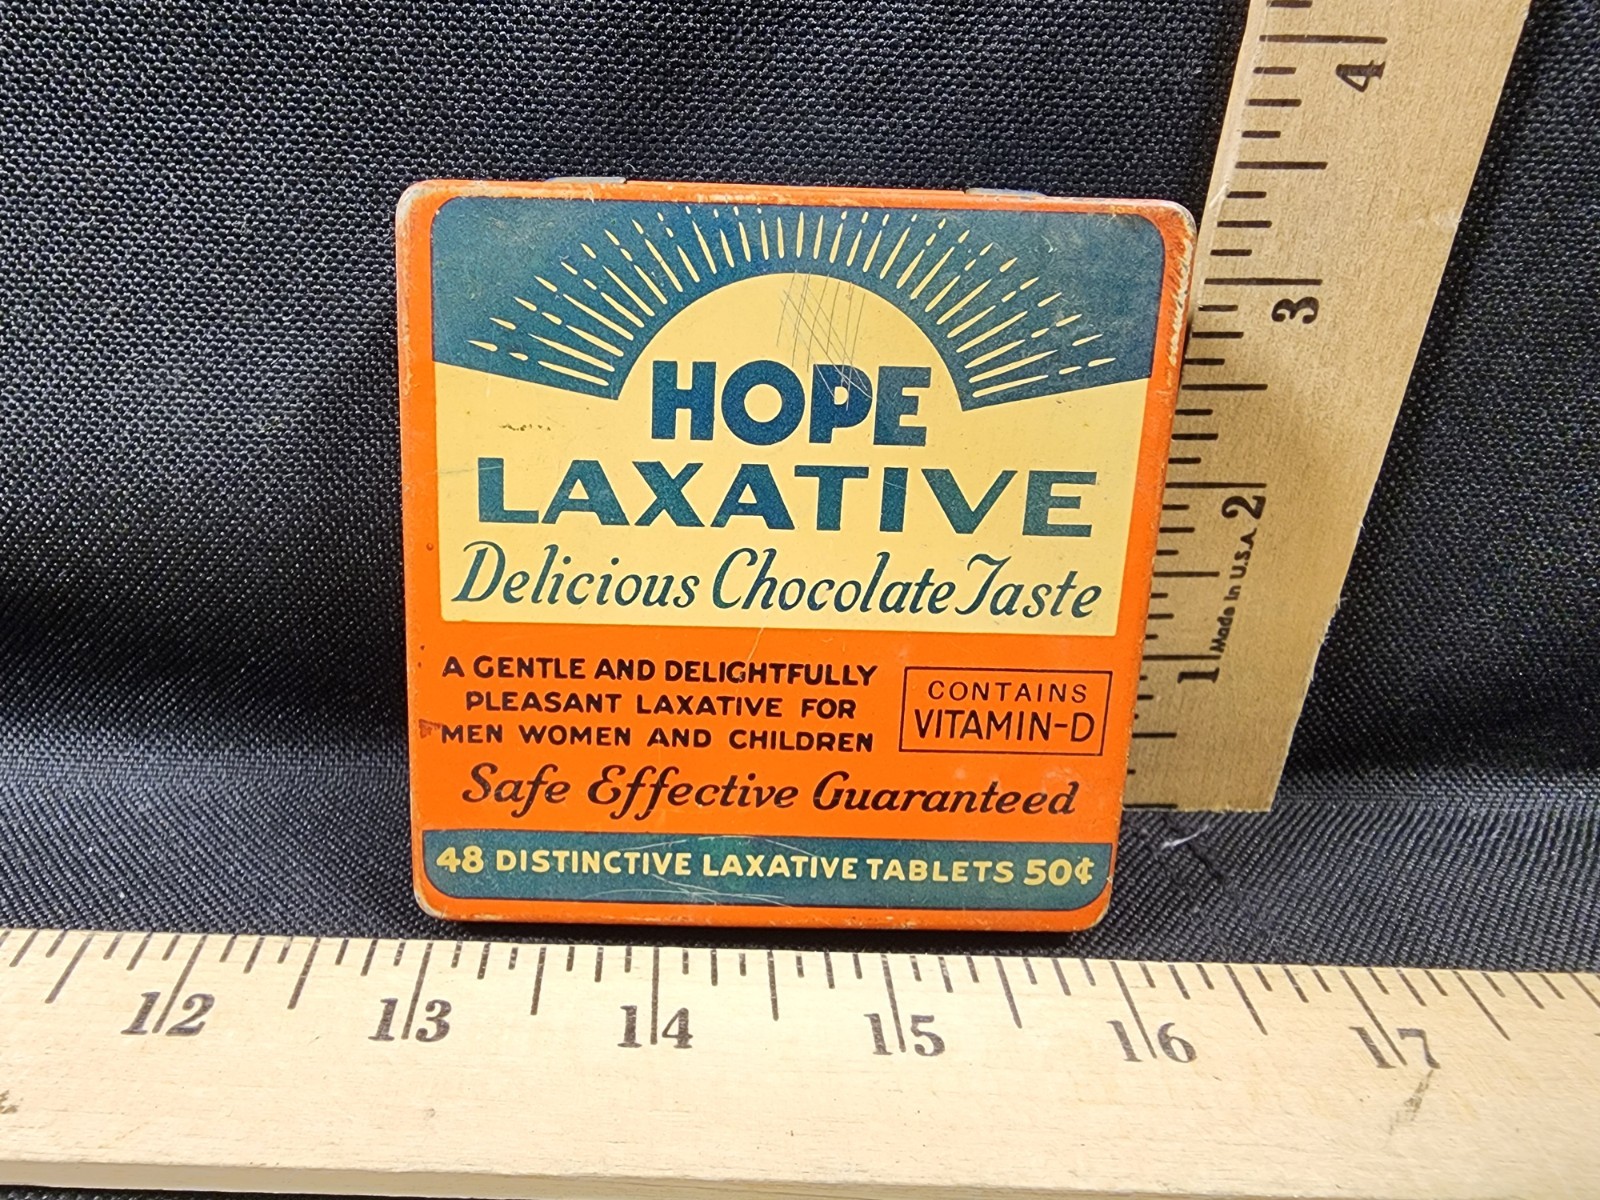 HOPE
LAXATIVE
Delicious Chocolate Taste
A GENTLE AND DELIGHTFULLY
PLEASANT LAXATIVE FOR
MEN WOMEN AND CHILDREN
CONTAINS
VITAMIN-D
Safe Effective Guaranteed
48 DISTINCTIVE LAXATIVE TABLETS 50¢
4
3
2
1
Made in U.S.A.
12 13 14 15 16 17